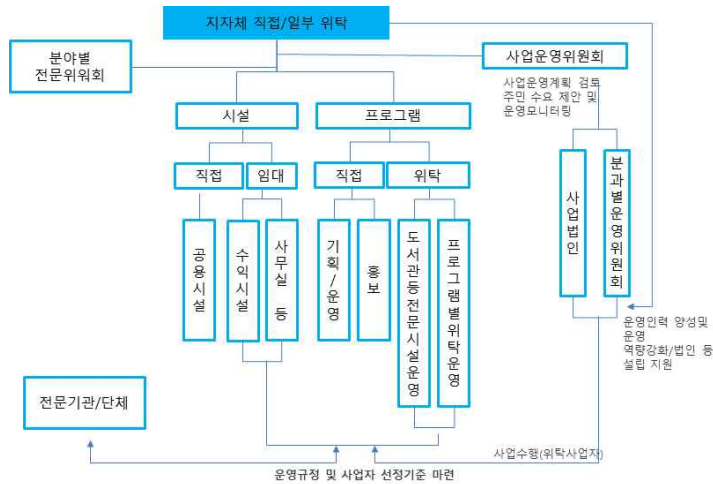 지자체 직접/일부 위탁
분야별
전문위워회
사업운영위원회
사업운영계획 검토
주민 수요 제안 및
운영모니터링
시설
프로그램
직접
임대
직접
위탁
공용시설
수익시설
사무실 등
기획/운영
홍보
도서관등전문시설운영
프로그램별위탁운영
사업법인
분과별운영위원회
운영인력 양성및
운영
역량강화/법인 등
설립 지원
전문기관/단체
사업수행(위탁사업자)
운영규정 및 사업자 선정기준 마련